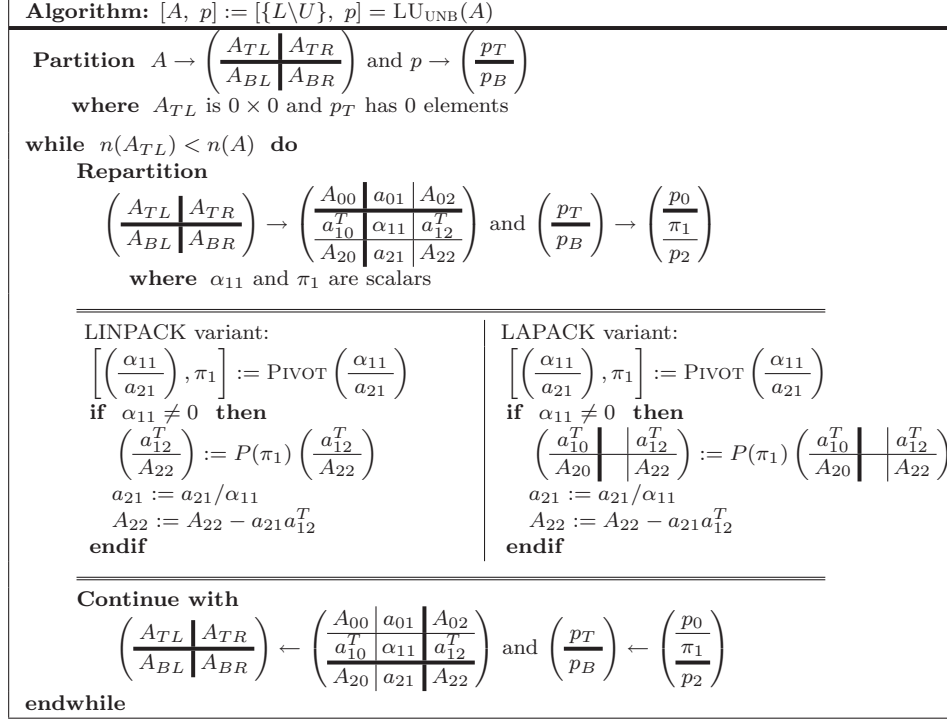 Algorithm: [A, p] := [{L\U}, p] = LU_UNB(A)
Partition A → ( A_TL | A_TR / A_BL | A_BR ) and p → ( p_T / p_B )
where A_TL is 0 × 0 and p_T has 0 elements
while n(A_TL) < n(A) do
Repartition
( A_TL | A_TR / A_BL | A_BR ) → ( A_00 | a_01 | A_02 / a_10^T | α_11 | a_12^T / A_20 | a_21 | A_22 ) and ( p_T / p_B ) → ( p_0 / π_1 / p_2 )
where α_11 and π_1 are scalars
LINPACK variant:
[ ( α_11 / a_21 ), π_1 ] := PIVOT ( α_11 / a_21 )
if α_11 ≠ 0 then
( a_12^T / A_22 ) := P(π_1) ( a_12^T / A_22 )
a_21 := a_21/α_11
A_22 := A_22 − a_21 a_12^T
endif
LAPACK variant:
[ ( α_11 / a_21 ), π_1 ] := PIVOT ( α_11 / a_21 )
if α_11 ≠ 0 then
( a_10^T | | a_12^T / A_20 | | A_22 ) := P(π_1) ( a_10^T | | a_12^T / A_20 | | A_22 )
a_21 := a_21/α_11
A_22 := A_22 − a_21 a_12^T
endif
Continue with
( A_TL | A_TR / A_BL | A_BR ) ← ( A_00 | a_01 | A_02 / a_10^T | α_11 | a_12^T / A_20 | a_21 | A_22 ) and ( p_T / p_B ) ← ( p_0 / π_1 / p_2 )
endwhile